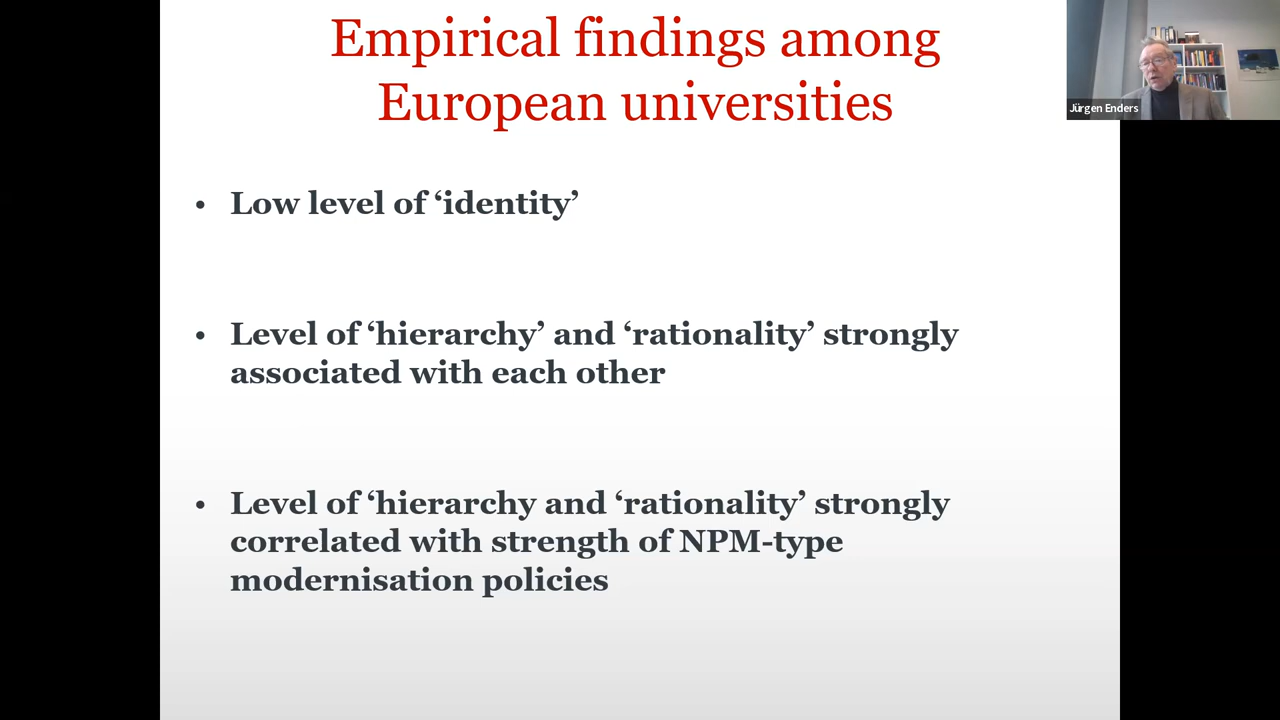 Empirical findings among
European universities
Jürgen Enders
• Low level of ‘identity’
• Level of ‘hierarchy’ and ‘rationality’ strongly
associated with each other
• Level of ‘hierarchy and ‘rationality’ strongly
correlated with strength of NPM-type
modernisation policies